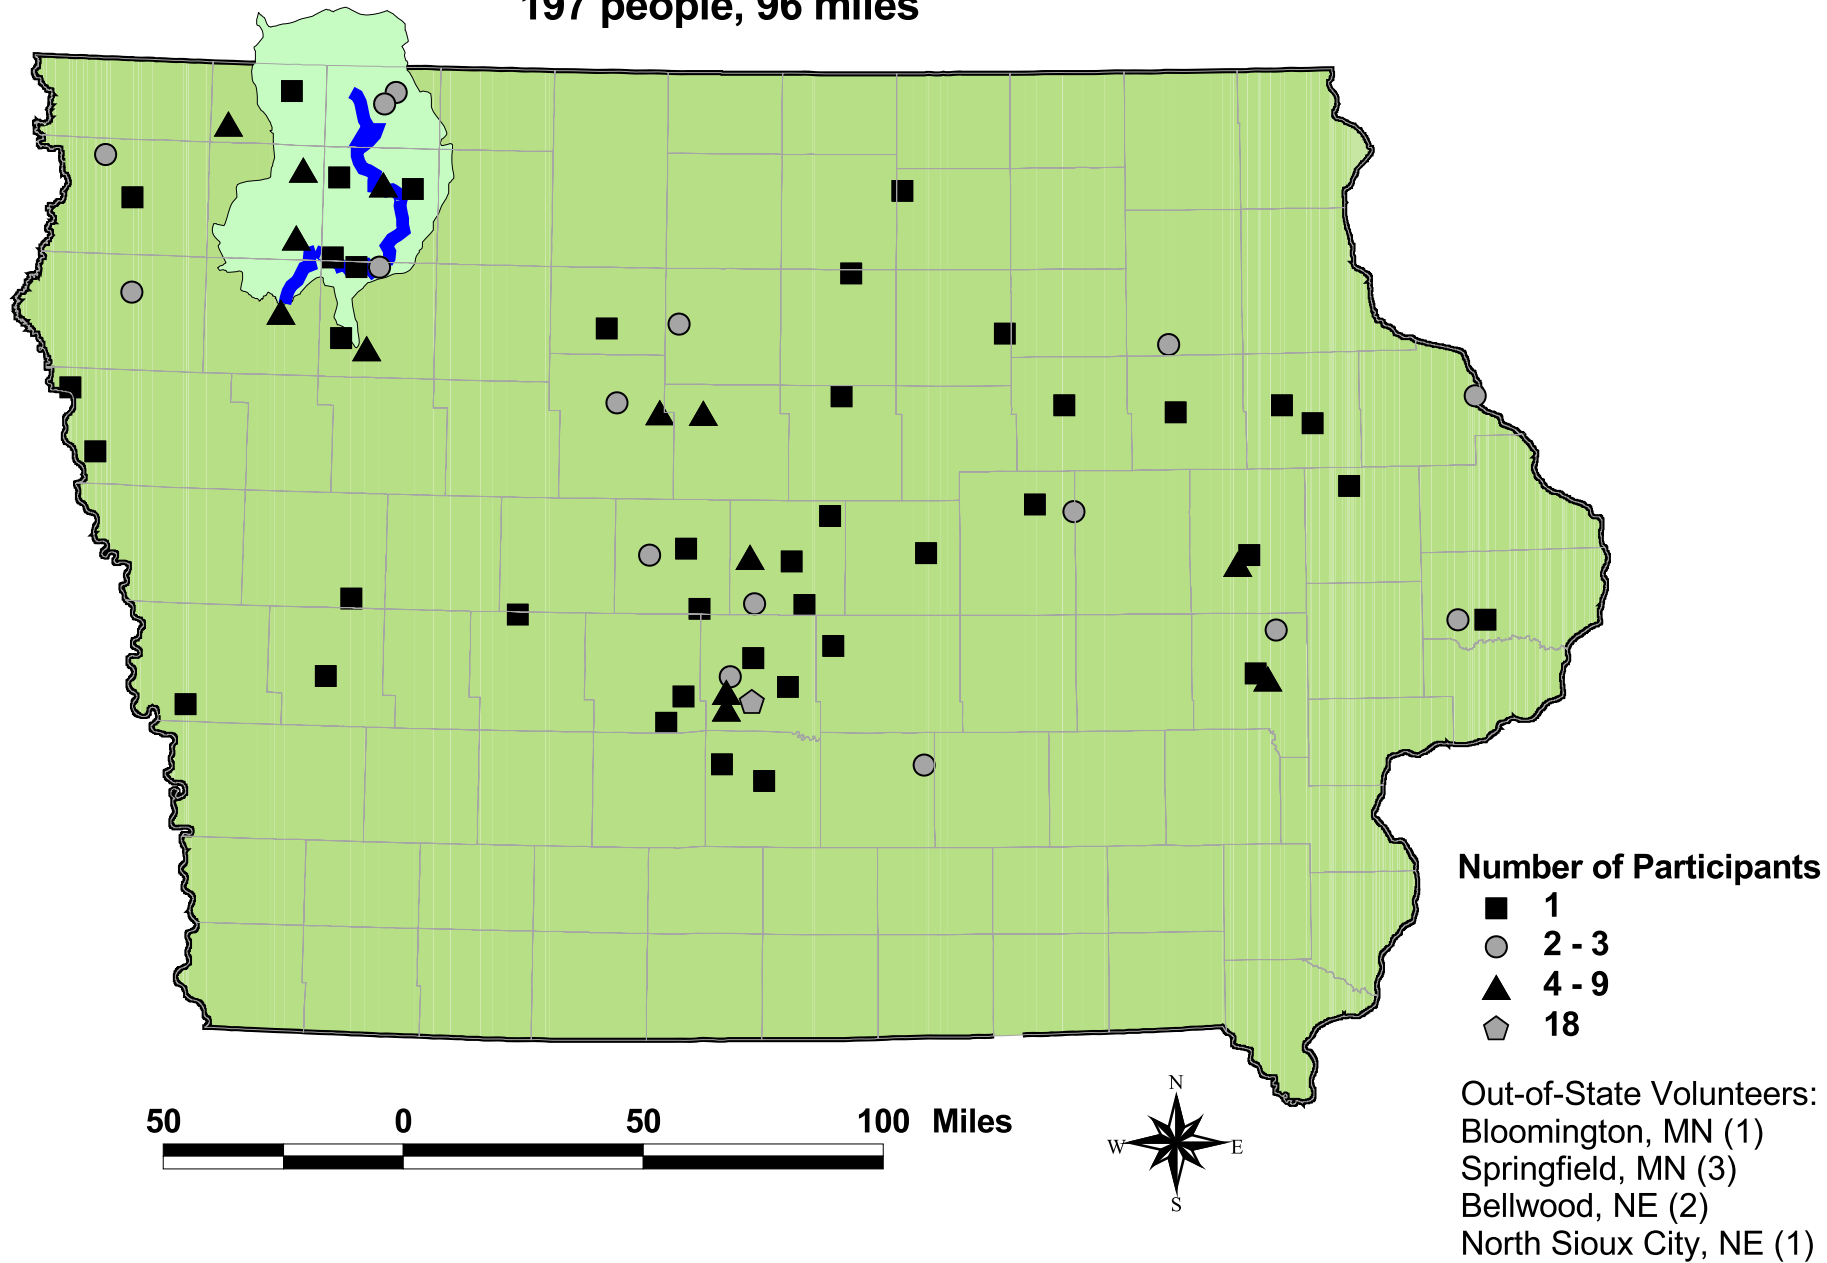 197 people, 96 miles
Number of Participants
1
2 - 3
4 - 9
18
Out-of-State Volunteers:
Bloomington, MN (1)
Springfield, MN (3)
Bellwood, NE (2)
North Sioux City, NE (1)
50 0 50 100 Miles
N
W E
S